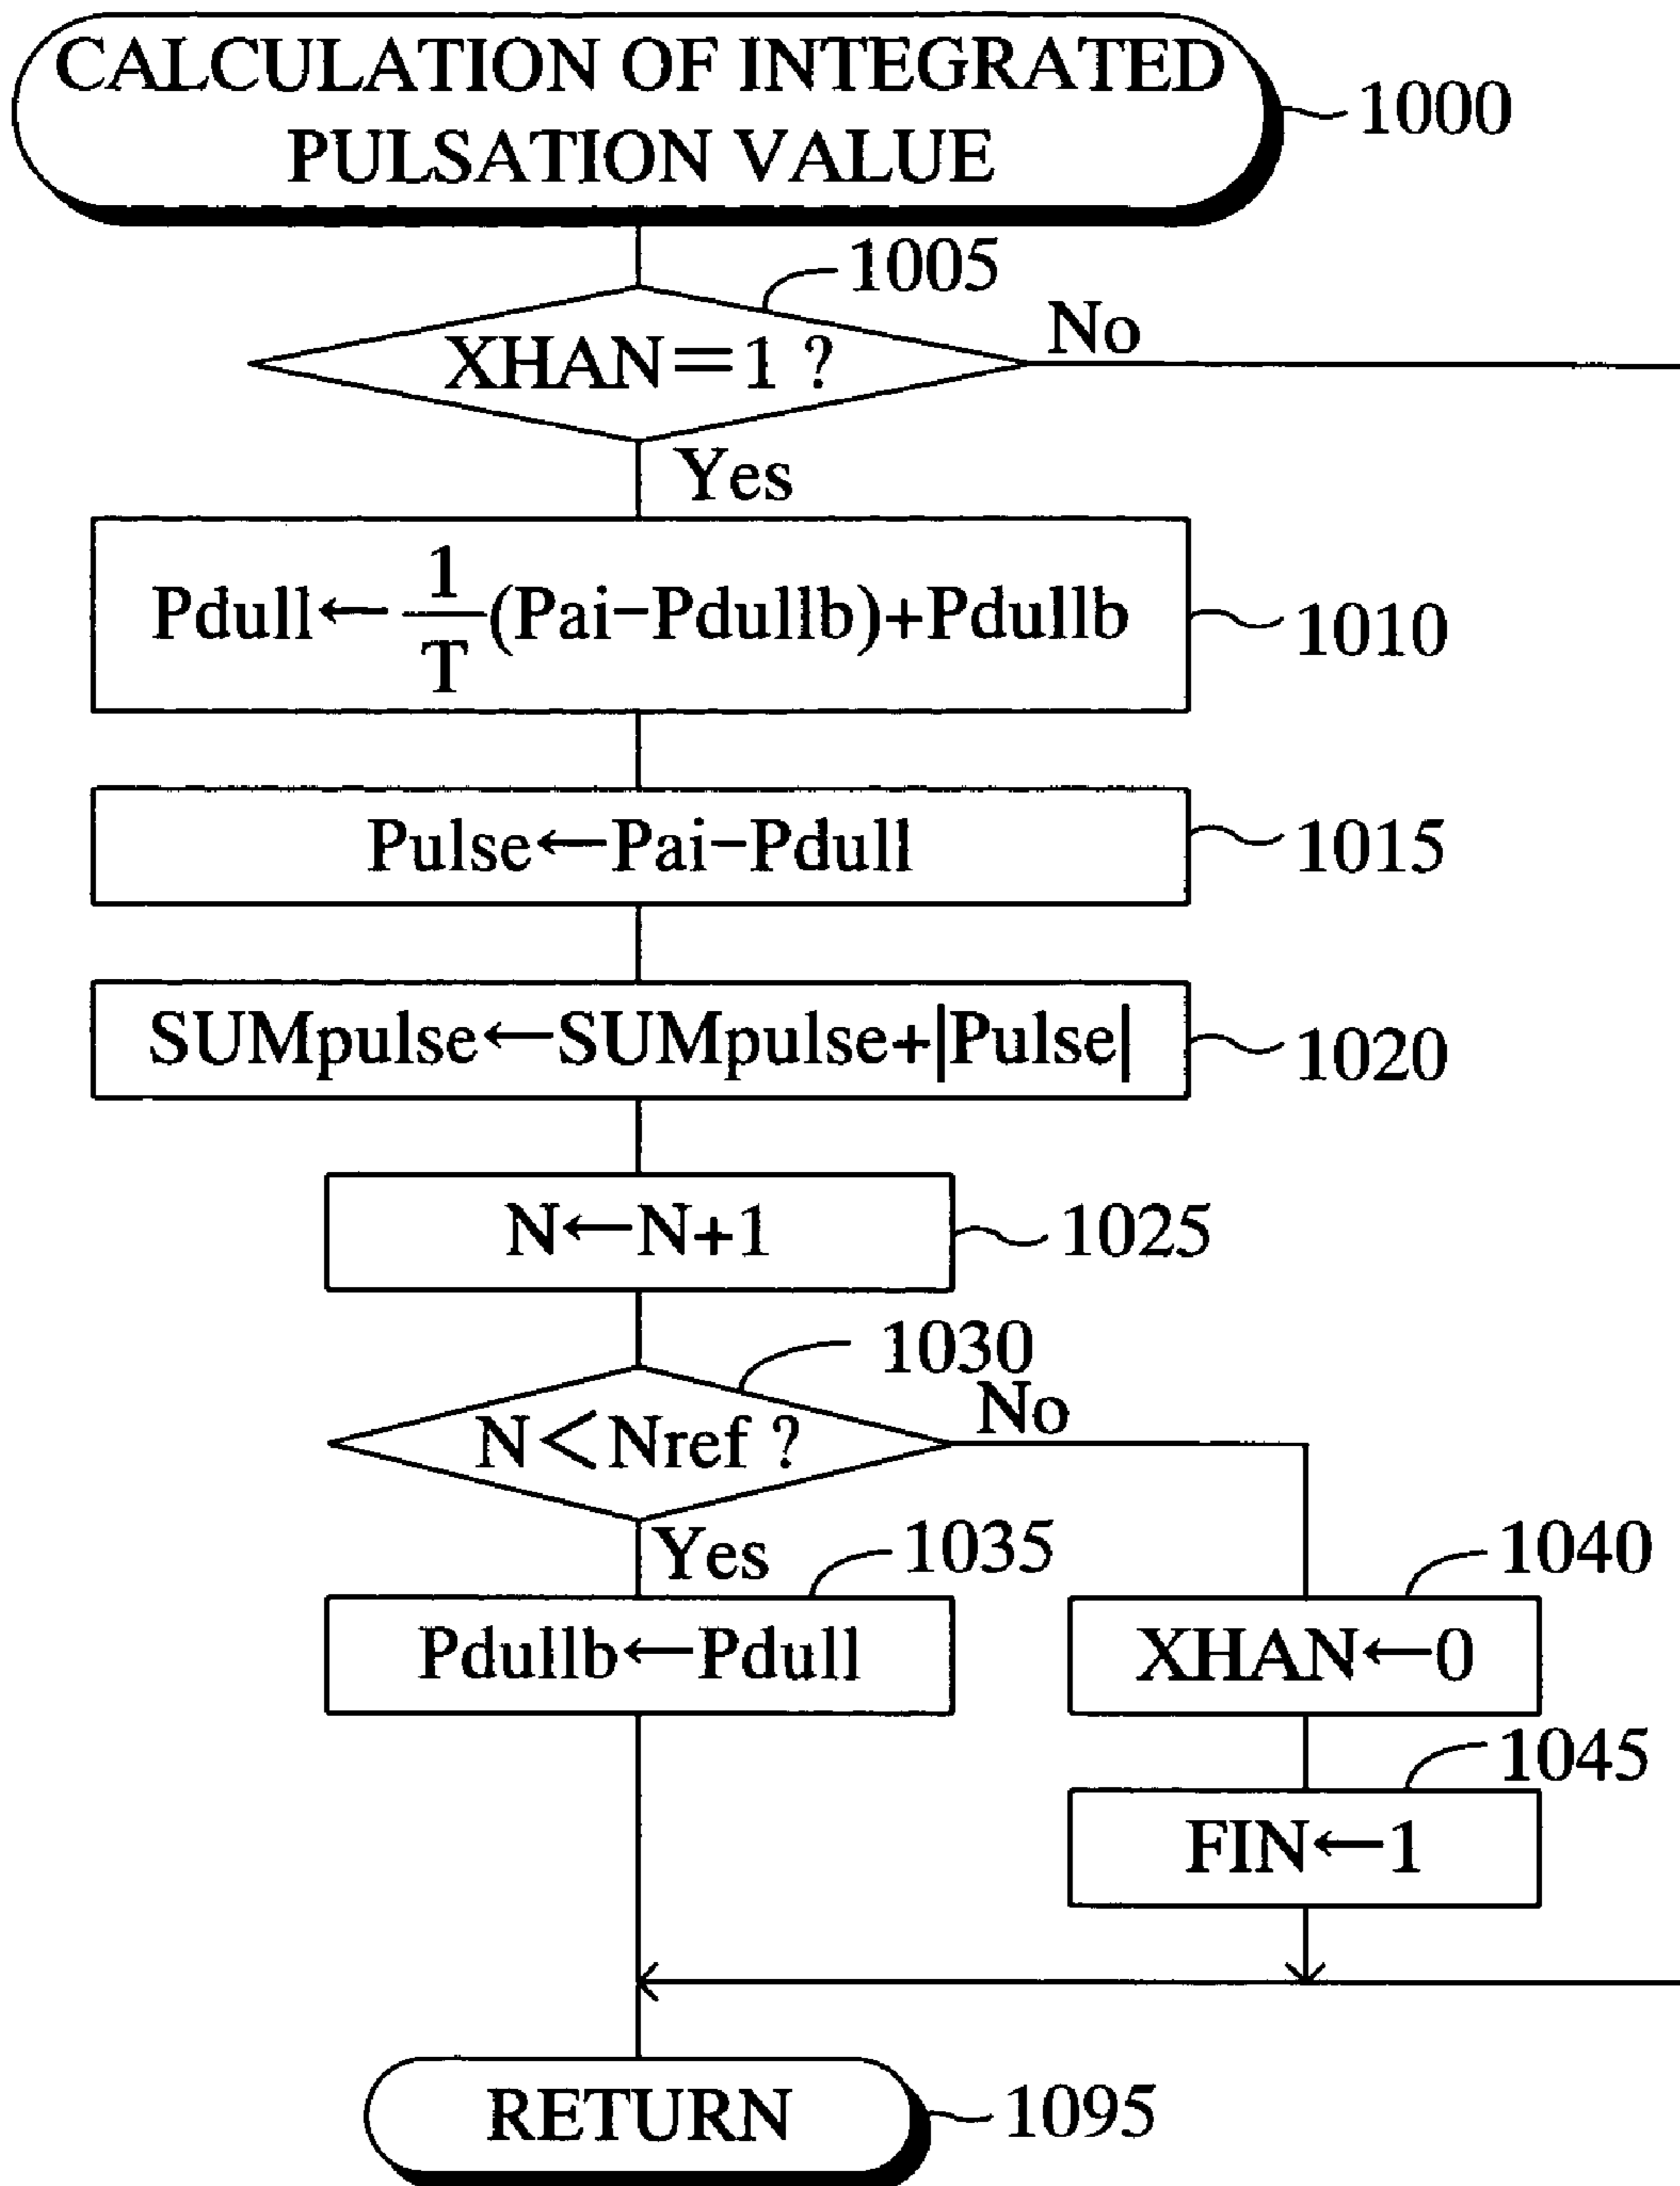 CALCULATION OF INTEGRATED
PULSATION VALUE
1000
1005
XHAN=1 ?
No
Yes
Pdull←1/T(Pai-Pdullb)+Pdullb
1010
Pulse←Pai-Pdull
1015
SUMpulse←SUMpulse+|Pulse|
1020
N←N+1
1025
1030
N<Nref ?
No
Yes
1035
Pdullb←Pdull
1040
XHAN←0
1045
FIN←1
RETURN
1095